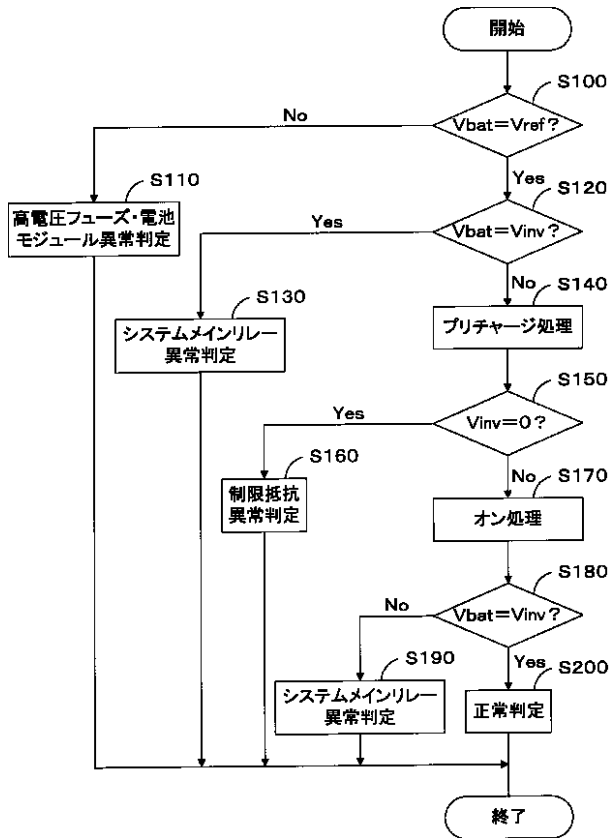 開始
S100
Vbat=Vref?
No
Yes
S110
高電圧フューズ・電池
モジュール異常判定
S120
Vbat=Vinv?
Yes
No
S130
システムメインリレー
異常判定
S140
プリチャージ処理
S150
Vinv=0?
Yes
No
S160
制限抵抗
異常判定
S170
オン処理
S180
Vbat=Vinv?
No
Yes
S190
システムメインリレー
異常判定
S200
正常判定
終了